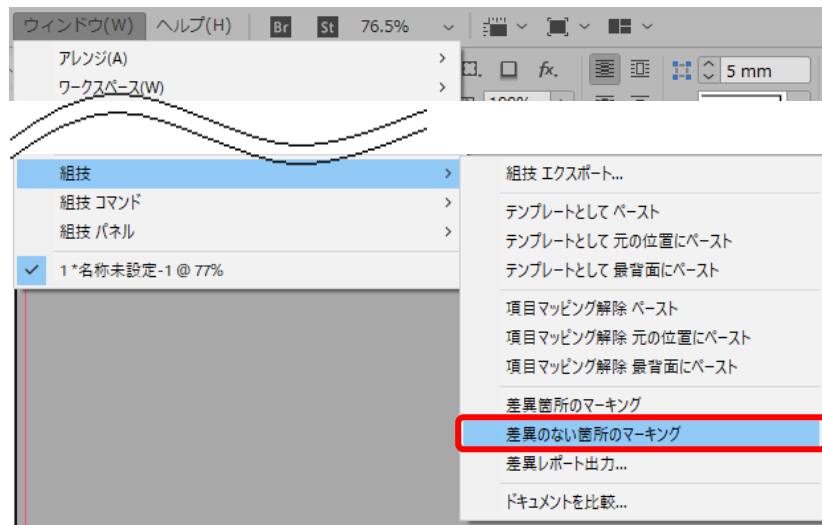 ウィンドウ(W) ヘルプ(H) Br St 76.5%
アレンジ(A)
fx. 5 mm
ワークスペース(W)
100%
組技
組技 コマンド
組技 パネル
1 *名称未設定-1 @ 77%
組技 エクスポート...
テンプレートとして ペースト
テンプレートとして 元の位置にペースト
テンプレートとして 最背面にペースト
項目マッピング解除 ペースト
項目マッピング解除 元の位置にペースト
項目マッピング解除 最背面にペースト
差異箇所のマーキング
差異のない箇所のマーキング
差異レポート出力...
ドキュメントを比較...